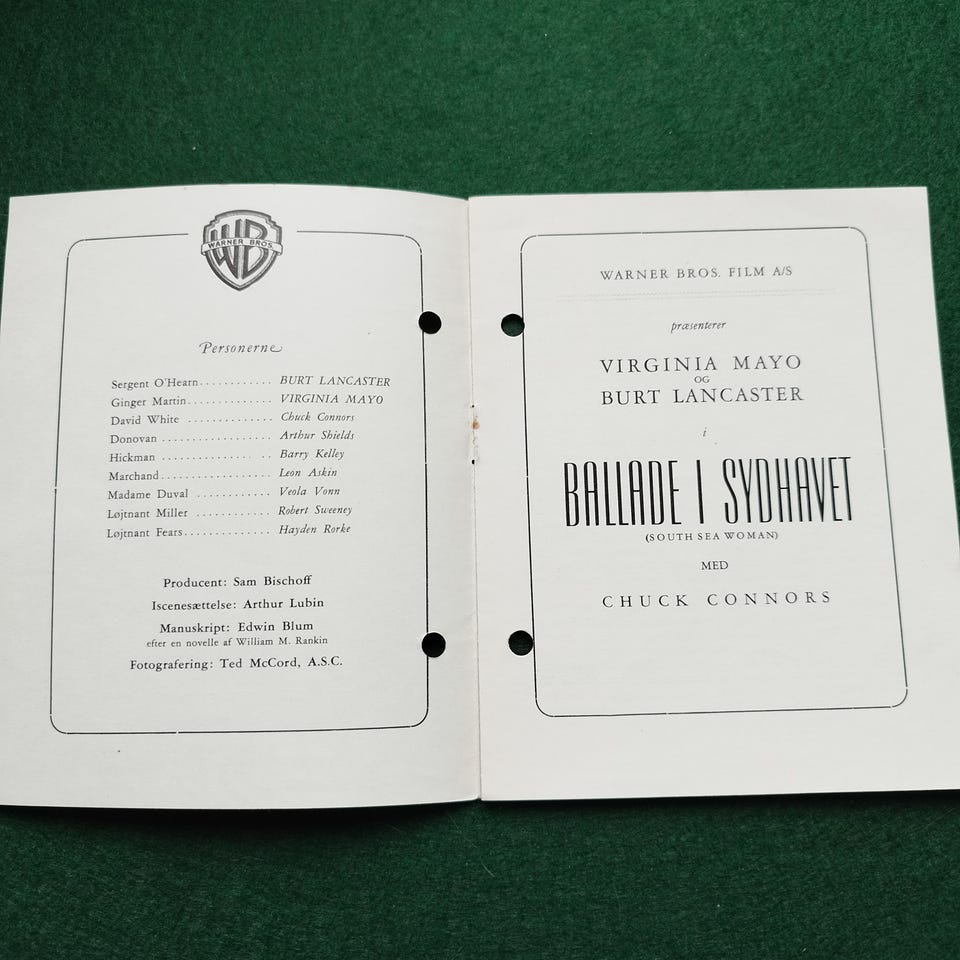 WB
WARNER BROS.
Personerne
Sergent O'Hearn............ BURT LANCASTER
Ginger Martin.............. VIRGINIA MAYO
David White .............. Chuck Connors
Donovan .................. Arthur Shields
Hickman .................. Barry Kelley
Marchand.................. Leon Askin
Madame Duval ............ Veola Vonn
Løjtnant Miller ............ Robert Sweeney
Løjtnant Fears.............. Hayden Rorke
Producent: Sam Bischoff
Iscenesættelse: Arthur Lubin
Manuskript: Edwin Blum
efter en novelle af William M. Rankin
Fotografering: Ted McCord, A.S.C.
WARNER BROS. FILM A/S
præsenterer
VIRGINIA MAYO
OG
BURT LANCASTER
i
BALLADE I SYDHAVET
(SOUTH SEA WOMAN)
MED
CHUCK CONNORS